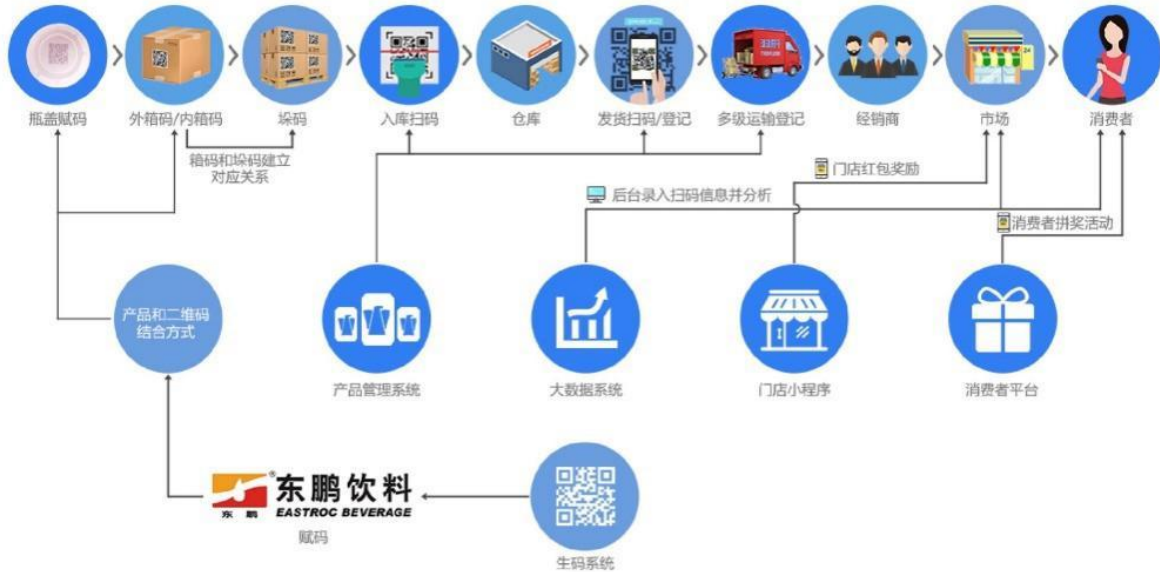 瓶盖赋码
外箱码/内箱码
垛码
入库扫码
仓库
发货扫码/登记
多级运输登记
经销商
市场
消费者
箱码和垛码建立
对应关系
门店红包奖励
后台录入扫码信息并分析
消费者拼奖活动
产品和二维码
结合方式
产品管理系统
大数据系统
门店小程序
消费者平台
东鹏
东鹏饮料
EASTROC BEVERAGE
赋码
生码系统